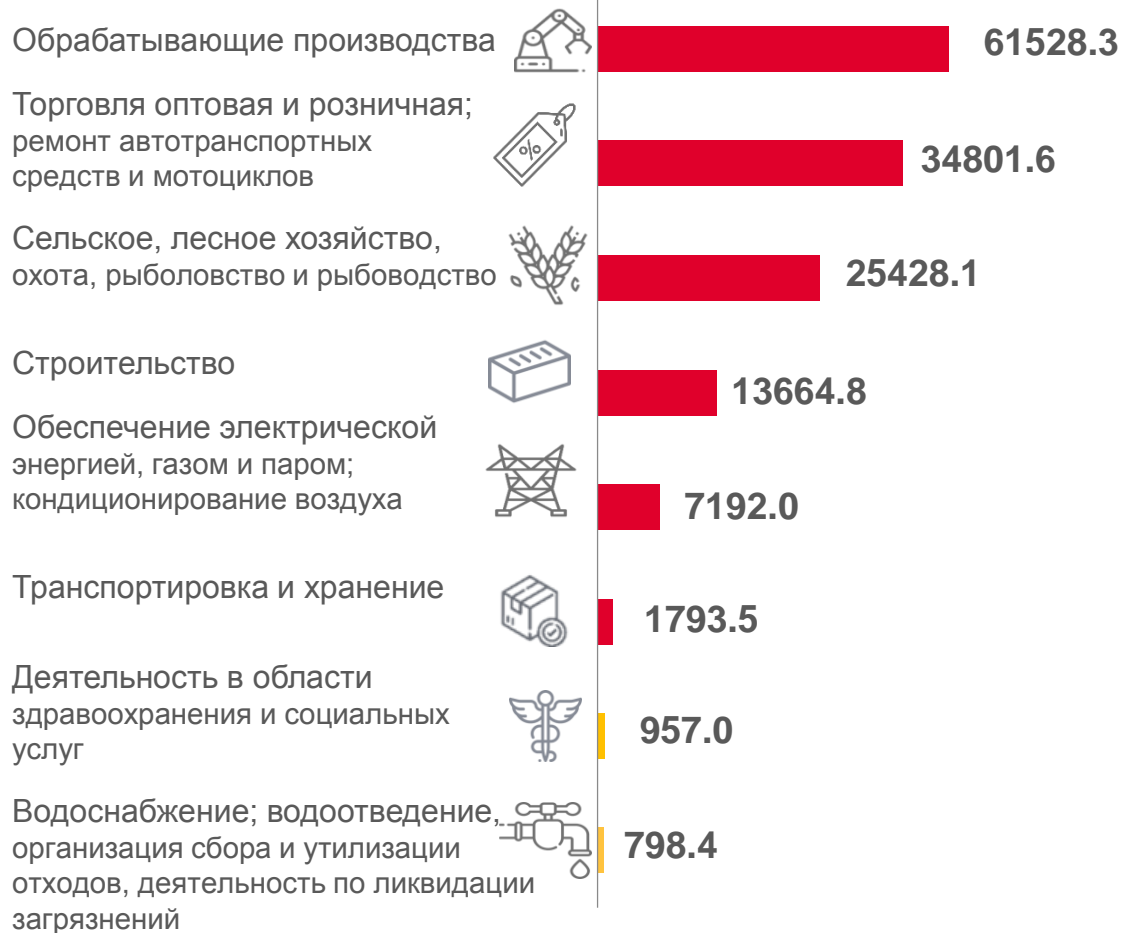 Обрабатывающие производства
61528.3
Торговля оптовая и розничная;
ремонт автотранспортных
средств и мотоциклов
%
34801.6
Сельское, лесное хозяйство,
охота, рыболовство и рыбоводство
25428.1
Строительство
13664.8
Обеспечение электрической
энергией, газом и паром;
кондиционирование воздуха
7192.0
Транспортировка и хранение
1793.5
Деятельность в области
здравоохранения и социальных
услуг
957.0
Водоснабжение; водоотведение,
организация сбора и утилизации
отходов, деятельность по ликвидации
загрязнений
798.4